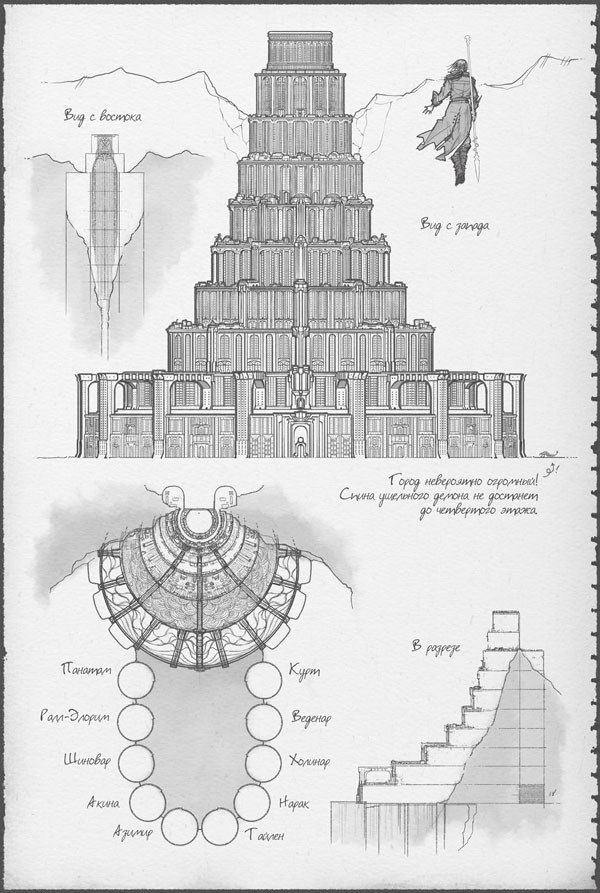 Вид с востока
Вид с запада
Город невероятно огромный!
Спина ущельного демона не достанет
до четвертого этажа.
Панатам
Курт
Ралл-Элорим
Веденар
Шиновар
Холинар
Акина
Нарак
Азимир
Тайлен
В разрезе